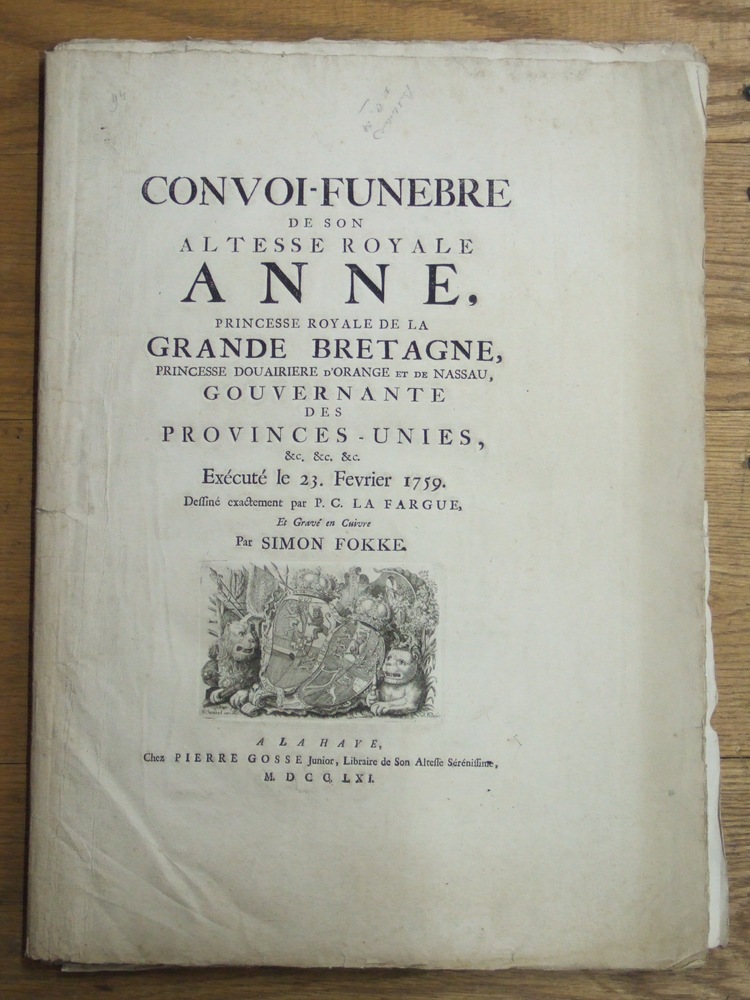 94
CONVOI-FUNEBRE
DE SON
ALTESSE ROYALE
ANNE,
PRINCESSE ROYALE DE LA
GRANDE BRETAGNE,
PRINCESSE DOUAIRIERE D'ORANGE ET DE NASSAU,
GOUVERNANTE
DES
PROVINCES-UNIES,
&c. &c. &c.
Exécuté le 23. Fevrier 1759.
Deſſiné exactement par P. C. LA FARGUE,
Et Gravé en Cuivre
Par SIMON FOKKE.
A LA HAYE,
Chez PIERRE GOSSE Junior, Libraire de Son Alteſſe Séréniſſime,
M. D C C. LXI.